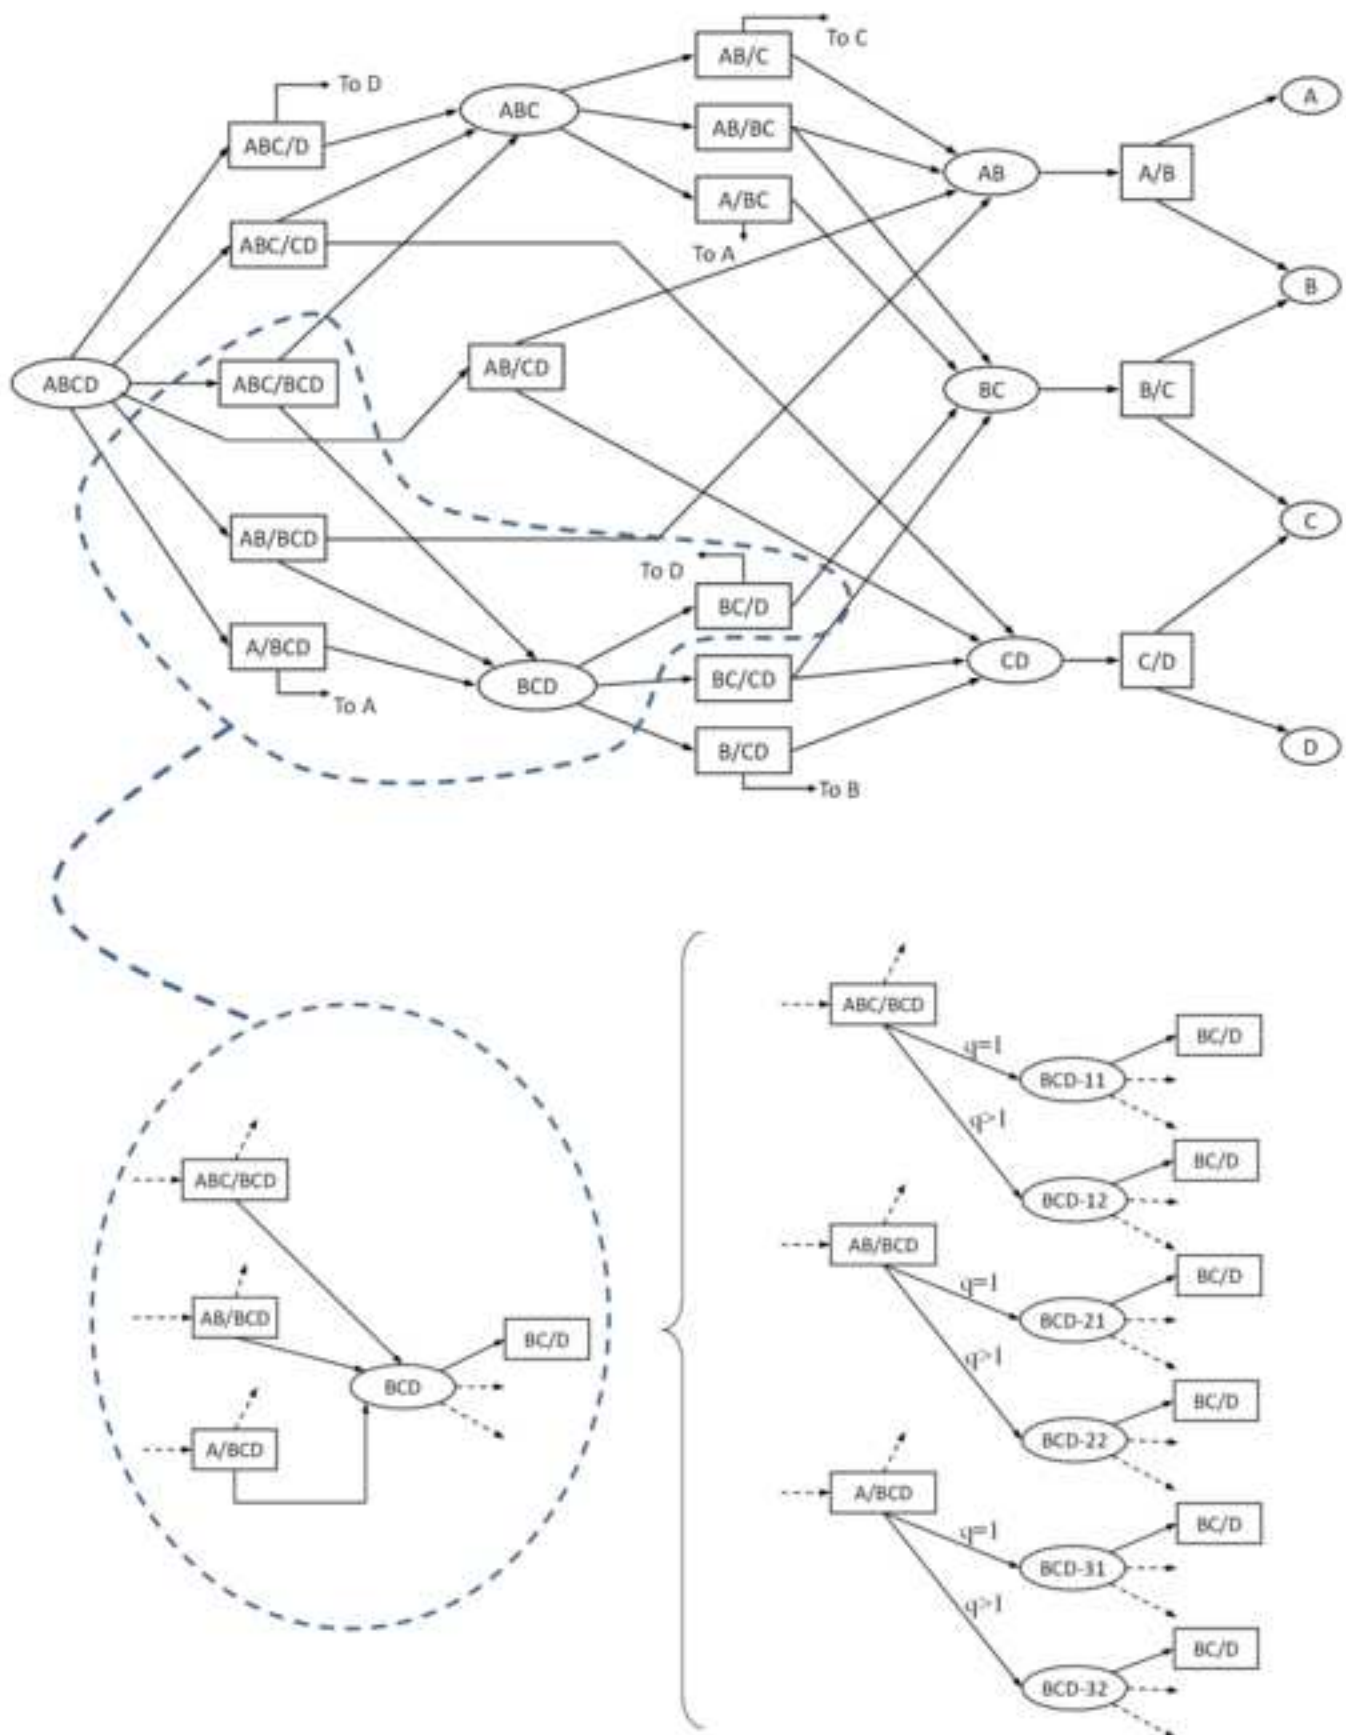 To C
AB/C
A
To D
ABC
ABC/D
AB/BC
AB
A/B
A/BC
ABC/CD
To A
B
AB/CD
ABCD
ABC/BCD
BC
B/C
C
AB/BCD
To D
BC/D
A/BCD
CD
C/D
BC/CD
BCD
To A
D
B/CD
To B
ABC/BCD
BC/D
q=1
BCD-11
q>1
BC/D
ABC/BCD
BCD-12
AB/BCD
BC/D
q=1
AB/BCD
BCD-21
BC/D
q>1
BCD
BC/D
BCD-22
A/BCD
A/BCD
BC/D
q=1
BCD-31
q>1
BC/D
BCD-32